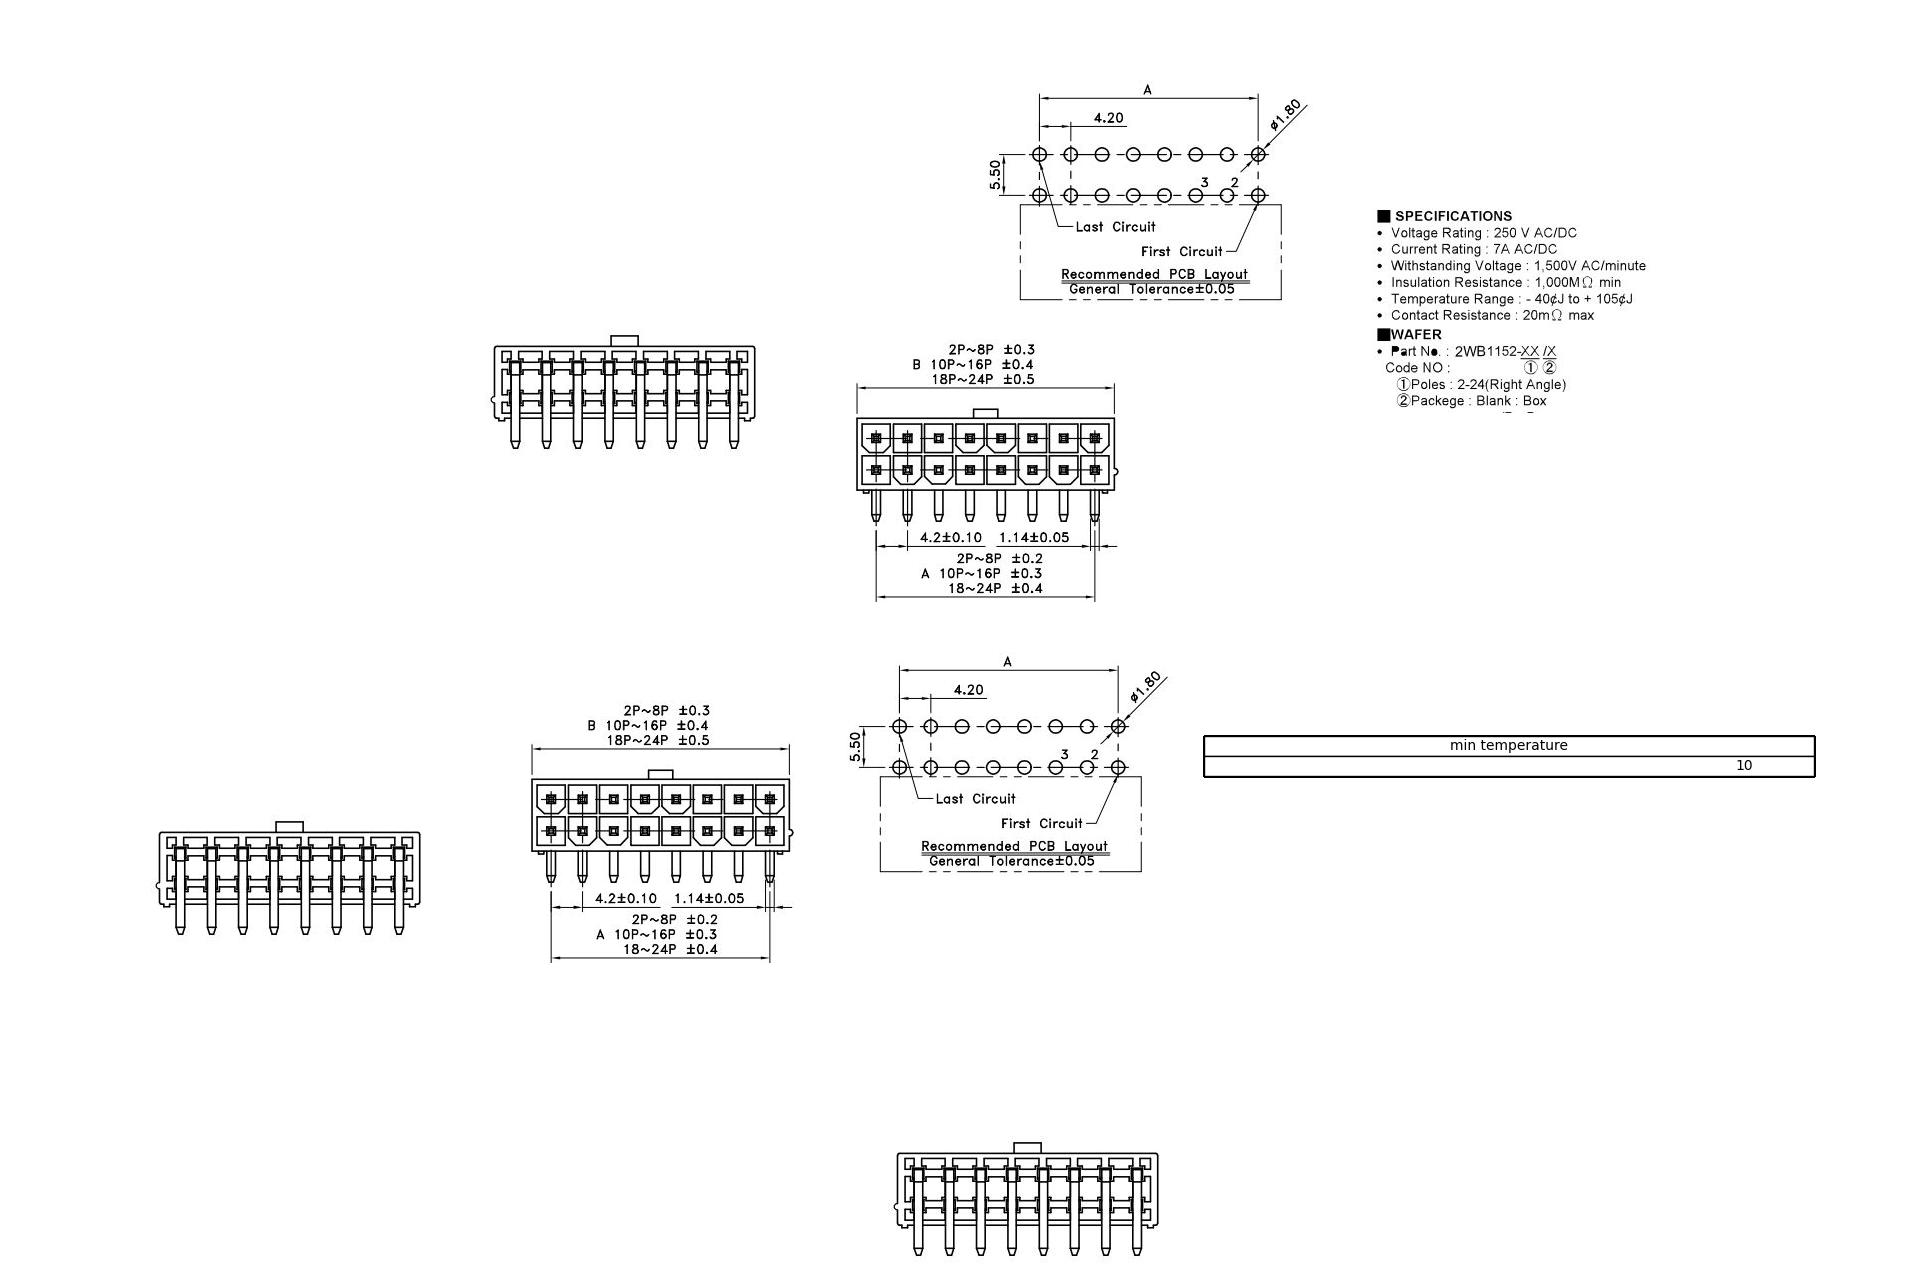 A
4.20
ø1.80
5.50
3 2
Last Circuit
First Circuit
Recommended PCB Layout
General Tolerance±0.05
■ SPECIFICATIONS
• Voltage Rating : 250 V AC/DC
• Current Rating : 7A AC/DC
• Withstanding Voltage : 1,500V AC/minute
• Insulation Resistance : 1,000MΩ min
• Temperature Range : - 40¢J to + 105¢J
• Contact Resistance : 20mΩ max
■WAFER
• Part No. : 2WB1152-XX /X
Code NO : ① ②
①Poles : 2-24(Right Angle)
②Packege : Blank : Box
2P~8P ±0.3
B 10P~16P ±0.4
18P~24P ±0.5
4.2±0.10 1.14±0.05
2P~8P ±0.2
A 10P~16P ±0.3
18~24P ±0.4
A
4.20
ø1.80
5.50
3 2
Last Circuit
First Circuit
Recommended PCB Layout
General Tolerance±0.05
min temperature
10
2P~8P ±0.3
B 10P~16P ±0.4
18P~24P ±0.5
4.2±0.10 1.14±0.05
2P~8P ±0.2
A 10P~16P ±0.3
18~24P ±0.4